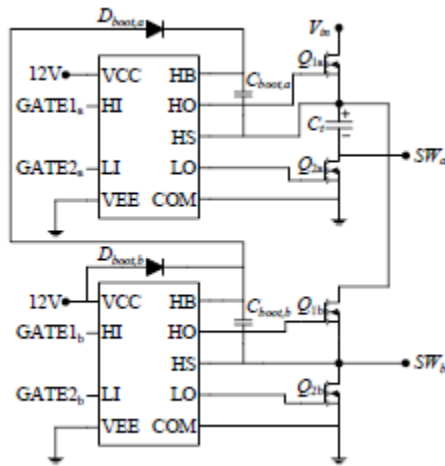 D_boot,a
V_in
12V VCC HB C_boot,a Q_1a
GATE1_a HI HO
HS C_t + −
GATE2_a LI LO Q_2a SW_a
VEE COM
D_boot,b
12V VCC HB C_boot,b Q_1b
GATE1_b HI HO
HS SW_b
GATE2_b LI LO Q_2b
VEE COM